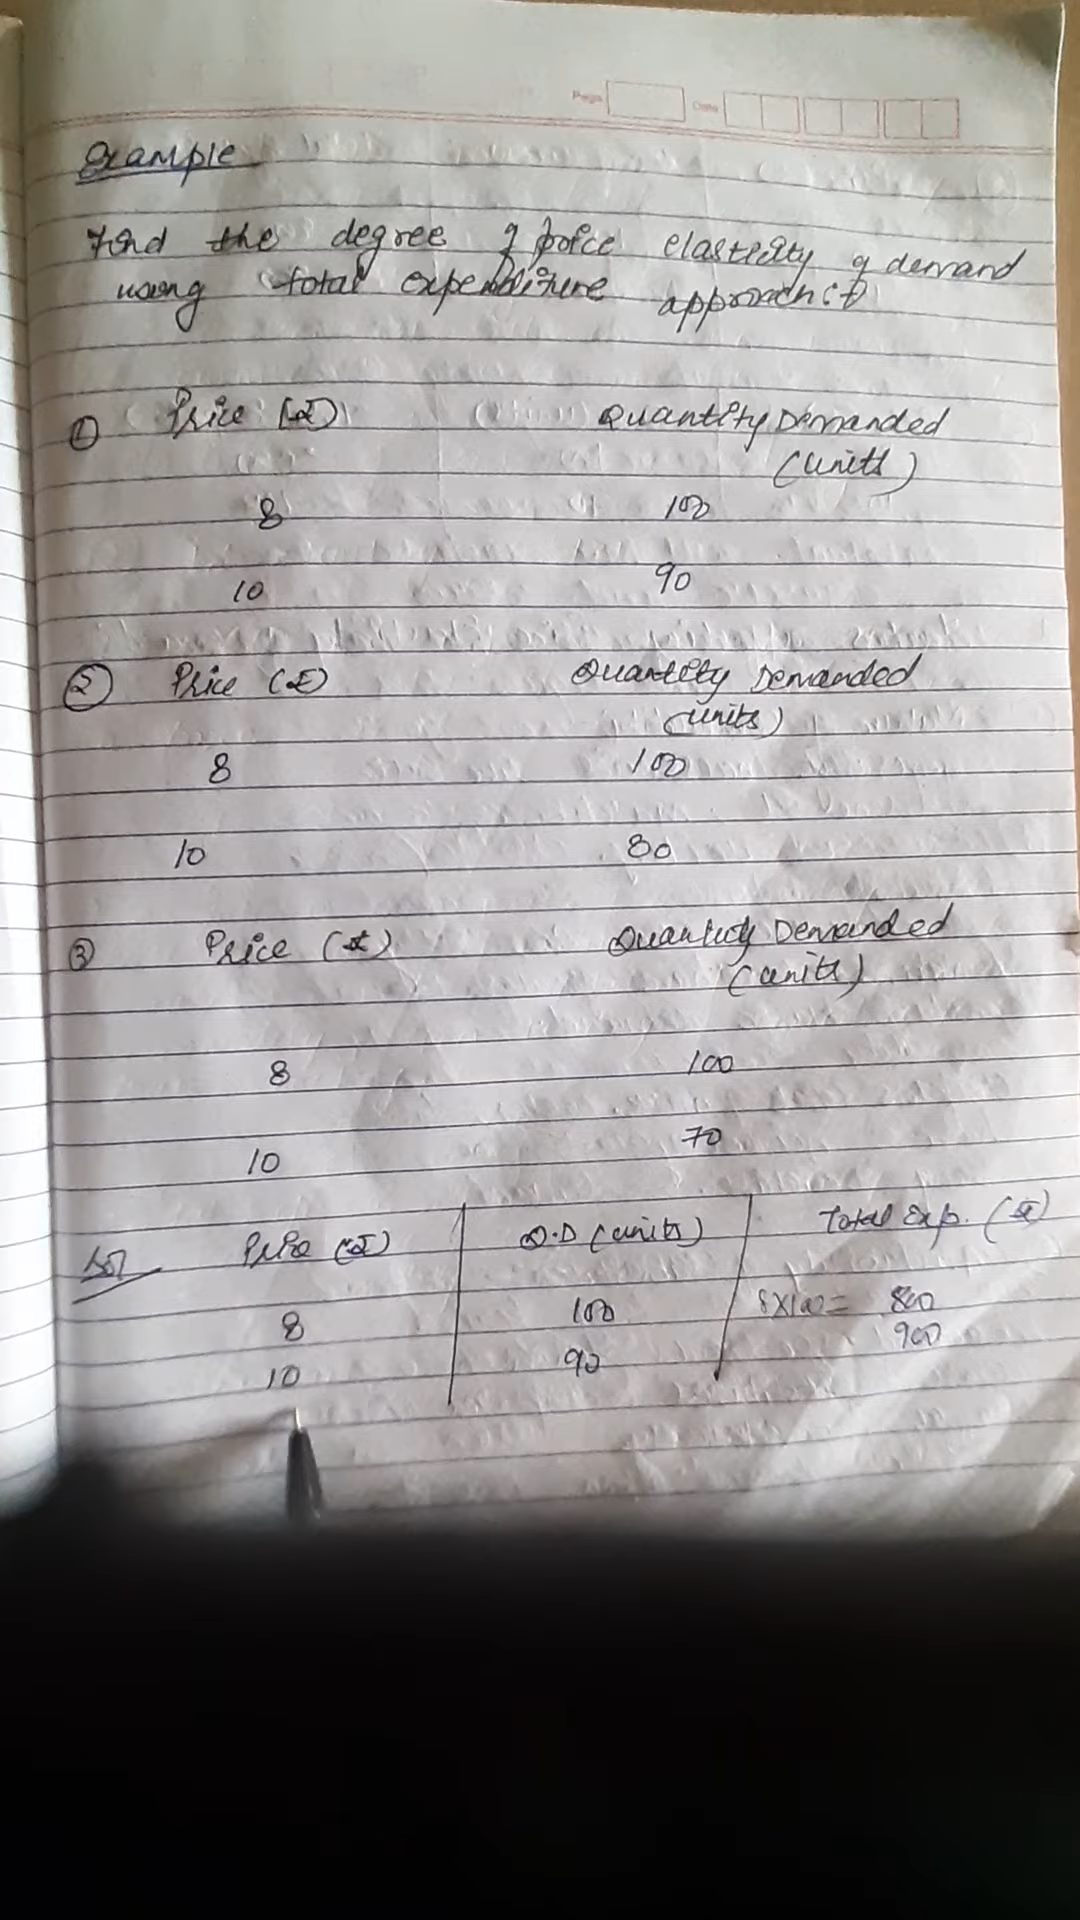 Page Date
Example
Find the degree of price elasticity of demand
using total expenditure approach:
① Price (₹) Quantity Demanded
(units)
8 100
10 90
② Price (₹) Quantity Demanded
(units)
8 100
10 80
③ Price (₹) Quantity Demanded
(units)
8 100
10 70
Sol Price (₹) Q.D (units) Total Exp. (₹)
8 100 8x100= 800
10 90 900